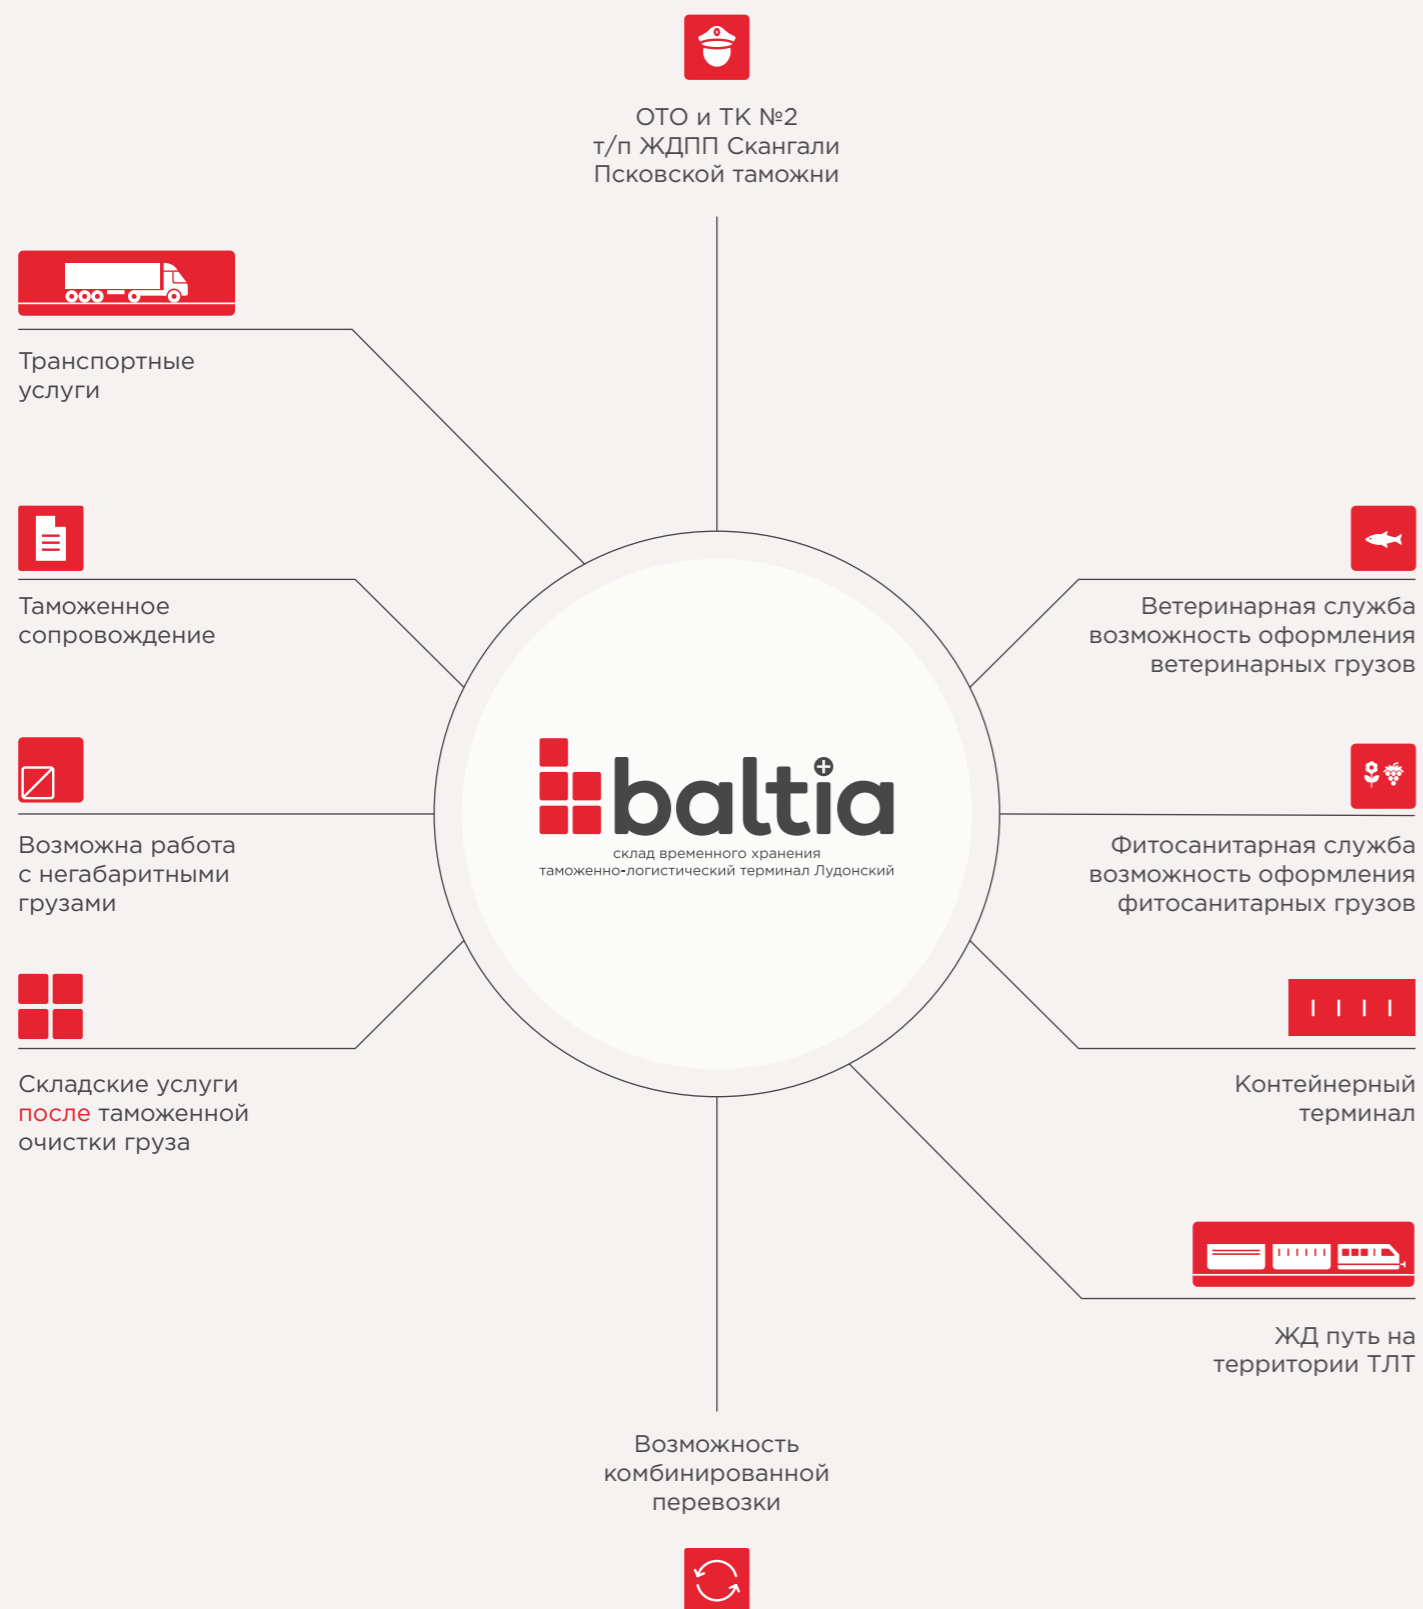 ОТО и ТК №2
т/п ЖДПП Скангали
Псковской таможни
Транспортные
услуги
Таможенное
сопровождение
Возможна работа
с негабаритными
грузами
Складские услуги
после таможенной
очистки груза
baltia
склад временного хранения
таможенно-логистический терминал Лудонский
Ветеринарная служба
возможность оформления
ветеринарных грузов
Фитосанитарная служба
возможность оформления
фитосанитарных грузов
Контейнерный
терминал
ЖД путь на
территории ТЛТ
Возможность
комбинированной
перевозки